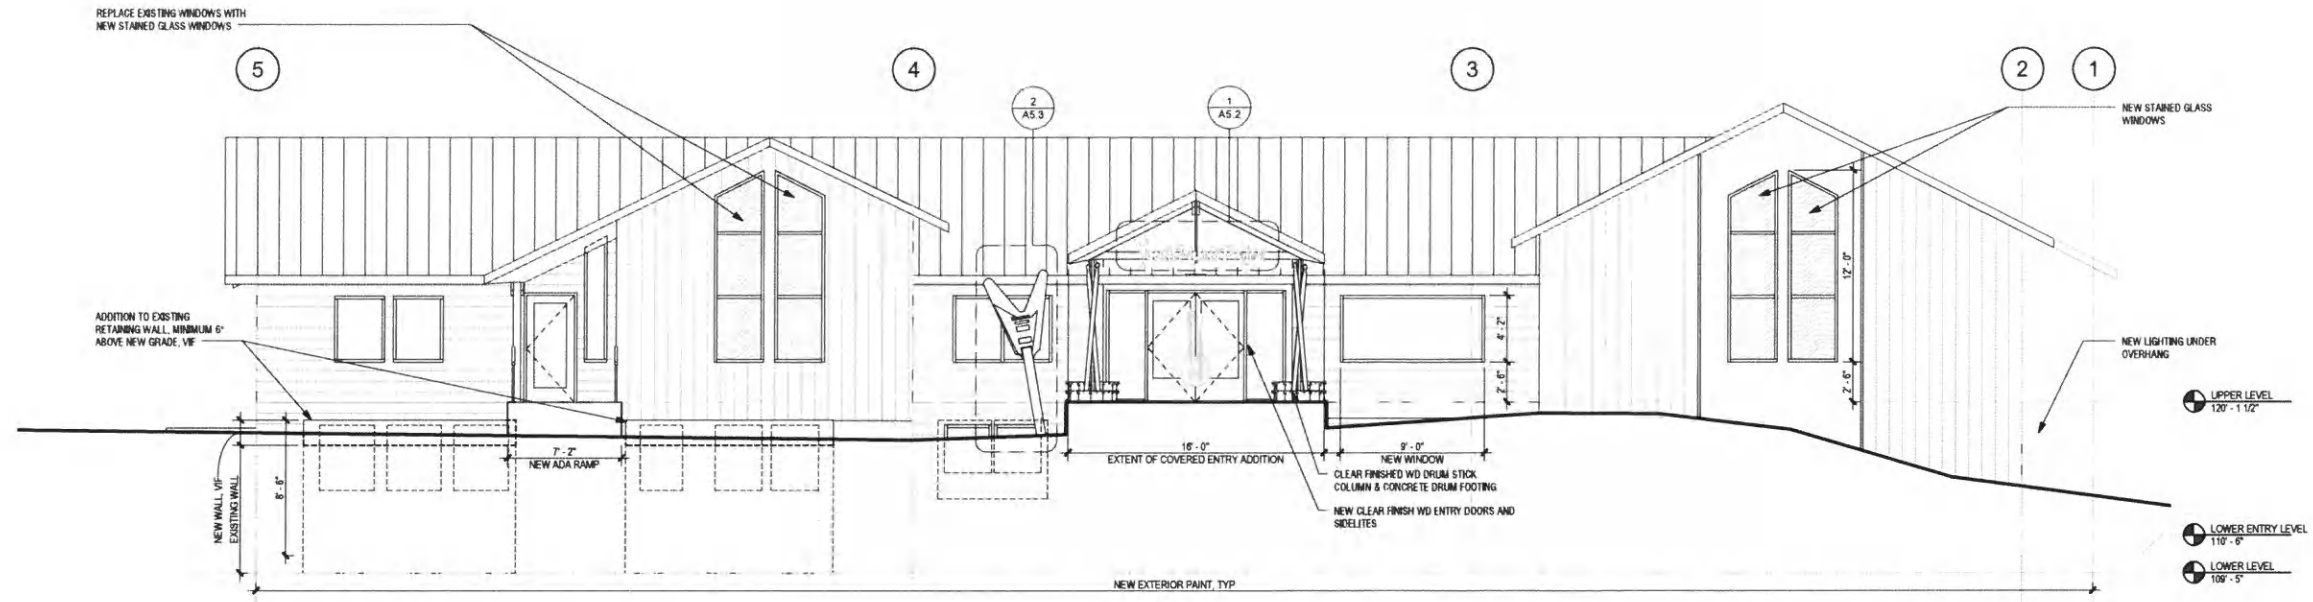 REPLACE EXISTING WINDOWS WITH
NEW STAINED GLASS WINDOWS
5
4
3
2
1
2
A5.3
1
A5.2
NEW STAINED GLASS
WINDOWS
ADDITION TO EXISTING
RETAINING WALL, MINIMUM 6"
ABOVE NEW GRADE, VIF
12' - 0"
4' - 2"
2' - 6"
2' - 6"
NEW LIGHTING UNDER
OVERHANG
UPPER LEVEL
120' - 1 1/2"
7' - 2"
NEW ADA RAMP
16' - 0"
EXTENT OF COVERED ENTRY ADDITION
9' - 0"
NEW WINDOW
CLEAR FINISHED WD DRUM STICK
COLUMN & CONCRETE DRUM FOOTING
NEW CLEAR FINISH WD ENTRY DOORS AND
SIDELITES
NEW WALL, VIF
EXISTING WALL
8' - 6"
LOWER ENTRY LEVEL
110' - 6"
LOWER LEVEL
109' - 5"
NEW EXTERIOR PAINT, TYP